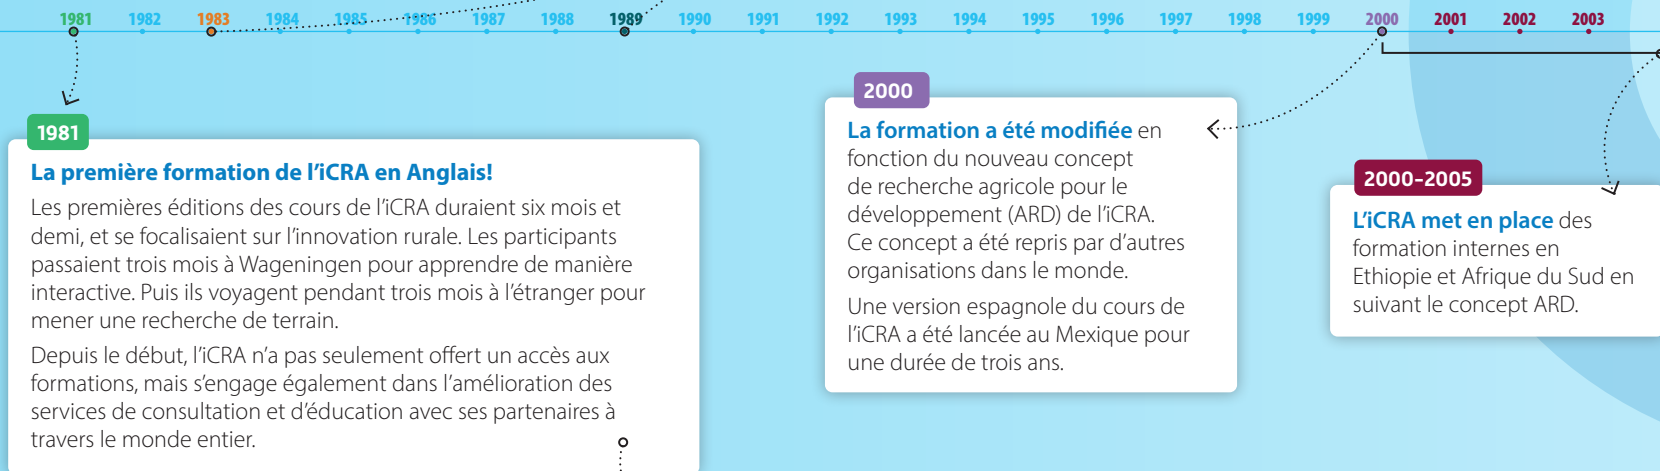 1981 1982 1983 1984 1985 1986 1987 1988 1989 1990 1991 1992 1993 1994 1995 1996 1997 1998 1999 2000 2001 2002 2003
1981
La première formation de l’iCRA en Anglais!
Les premières éditions des cours de l’iCRA duraient six mois et
demi, et se focalisaient sur l’innovation rurale. Les participants
passaient trois mois à Wageningen pour apprendre de manière
interactive. Puis ils voyagent pendant trois mois à l’étranger pour
mener une recherche de terrain.
Depuis le début, l’iCRA n’a pas seulement offert un accès aux
formations, mais s’engage également dans l’amélioration des
services de consultation et d’éducation avec ses partenaires à
travers le monde entier.
2000
La formation a été modifiée en
fonction du nouveau concept
de recherche agricole pour le
développement (ARD) de l’iCRA.
Ce concept a été repris par d’autres
organisations dans le monde.
Une version espagnole du cours de
l’iCRA a été lancée au Mexique pour
une durée de trois ans.
2000-2005
L’iCRA met en place des
formation internes en
Ethiopie et Afrique du Sud en
suivant le concept ARD.